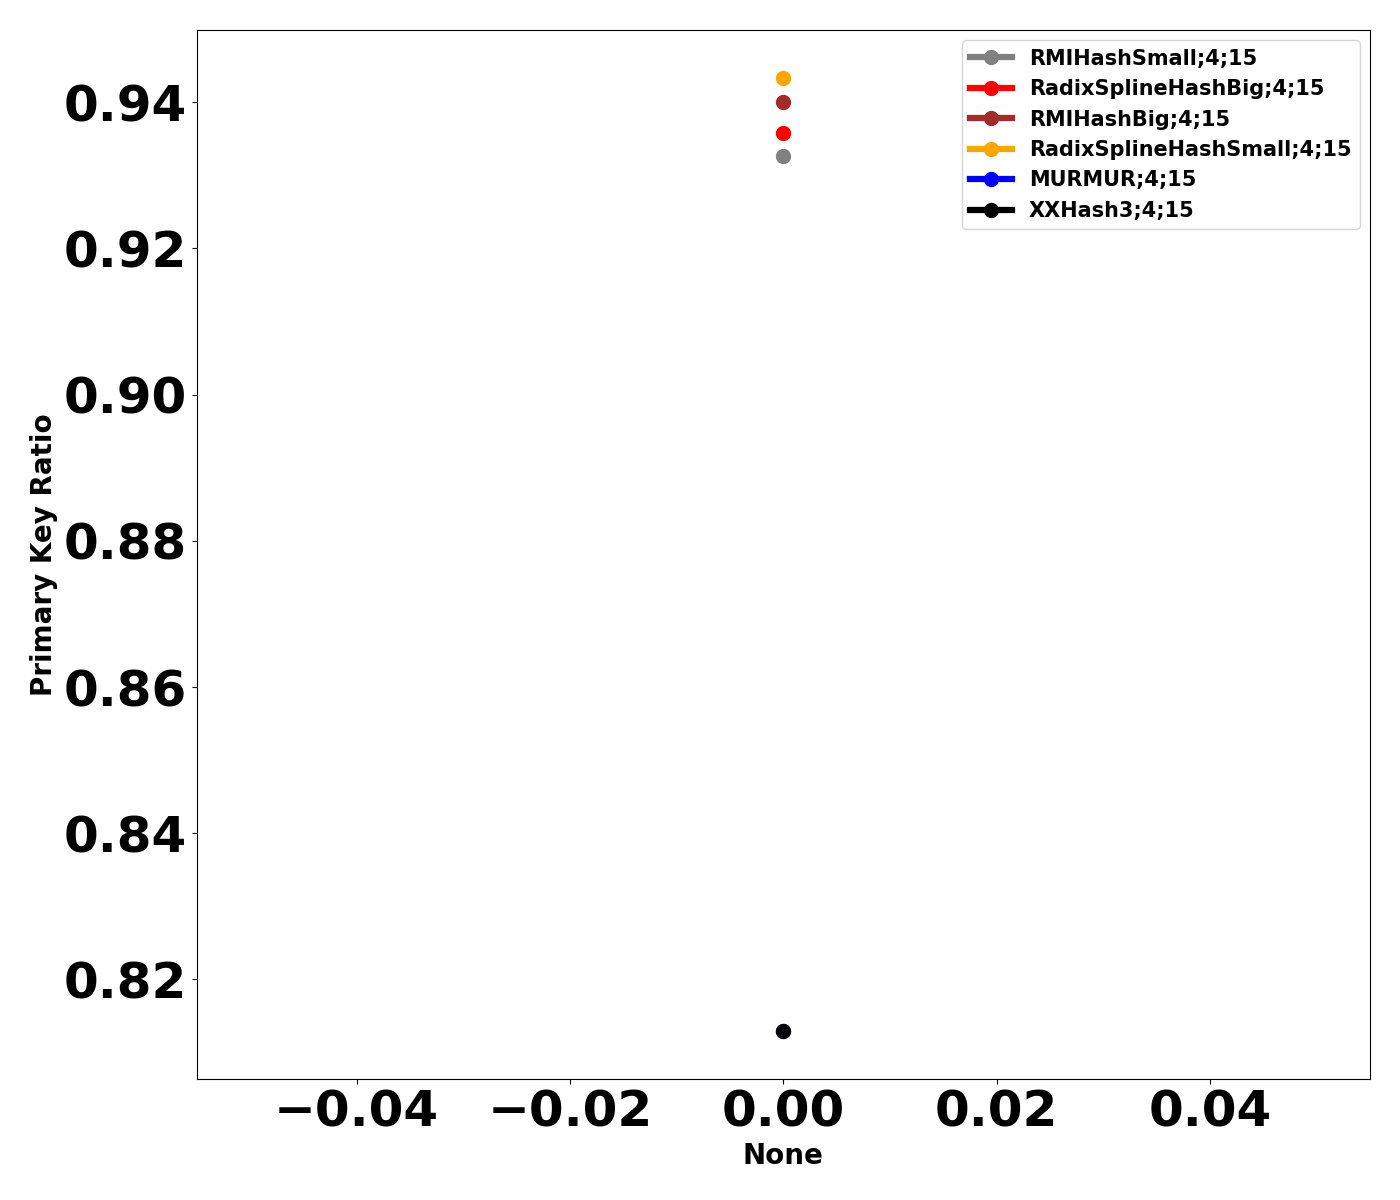 RMIHashSmall;4;15
RadixSplineHashBig;4;15
RMIHashBig;4;15
RadixSplineHashSmall;4;15
MURMUR;4;15
XXHash3;4;15
0.94
0.92
0.90
0.88
0.86
0.84
0.82
Primary Key Ratio
−0.04 −0.02 0.00 0.02 0.04
None